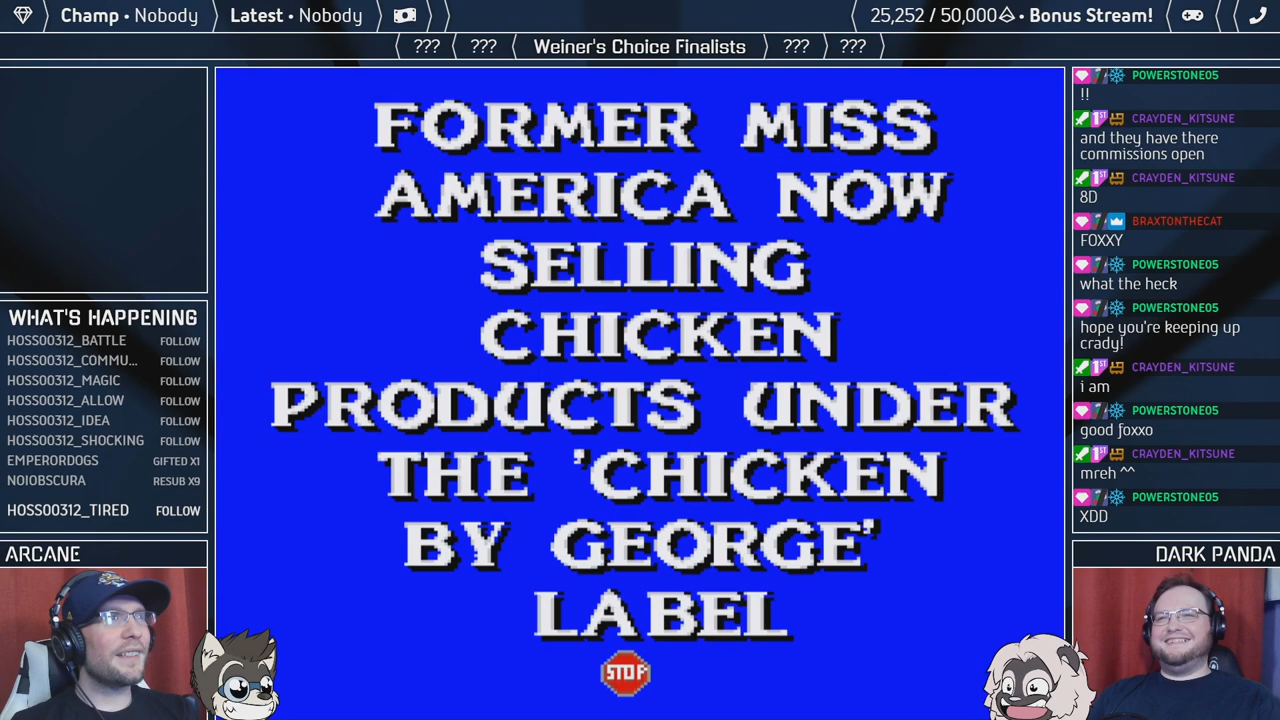 Champ • Nobody
Latest • Nobody
25,252 / 50,000 • Bonus Stream!
???
???
Weiner's Choice Finalists
???
???
FORMER MISS
AMERICA NOW
SELLING
CHICKEN
PRODUCTS UNDER
THE 'CHICKEN
BY GEORGE'
LABEL
STOP
WHAT'S HAPPENING
HOSS00312_BATTLE FOLLOW
HOSS00312_COMMU... FOLLOW
HOSS00312_MAGIC FOLLOW
HOSS00312_ALLOW FOLLOW
HOSS00312_IDEA FOLLOW
HOSS00312_SHOCKING FOLLOW
EMPERORDOGS GIFTED X1
NOIOBSCURA RESUB X9
HOSS00312_TIRED FOLLOW
ARCANE
POWERSTONE05
!!
1ST CRAYDEN_KITSUNE
and they have there
commissions open
1ST CRAYDEN_KITSUNE
8D
BRAXTONTHECAT
FOXXY
POWERSTONE05
what the heck
POWERSTONE05
hope you're keeping up
crady!
1ST CRAYDEN_KITSUNE
i am
POWERSTONE05
good foxxo
1ST CRAYDEN_KITSUNE
mreh ^^
POWERSTONE05
XDD
DARK PANDA